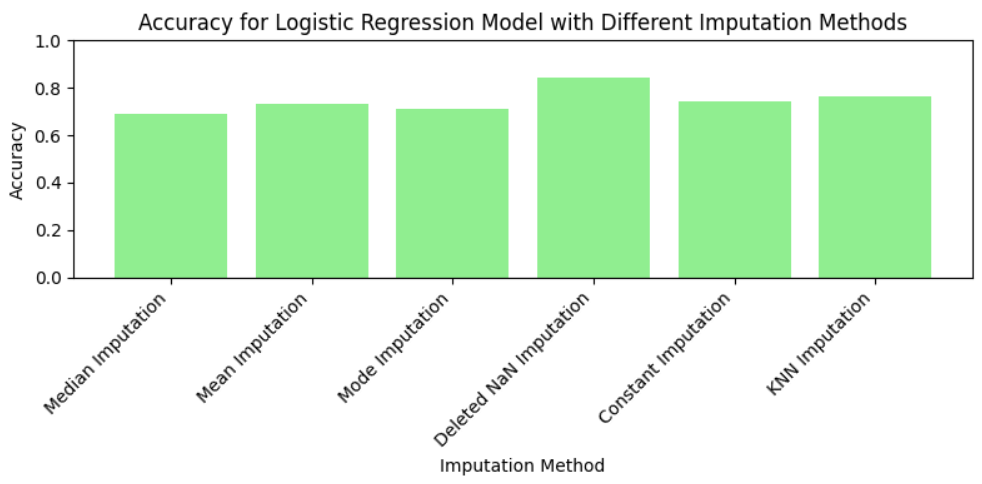 Accuracy for Logistic Regression Model with Different Imputation Methods
1.0
0.8
0.6
0.4
0.2
0.0
Accuracy
Median Imputation
Mean Imputation
Mode Imputation
Deleted NaN Imputation
Constant Imputation
KNN Imputation
Imputation Method